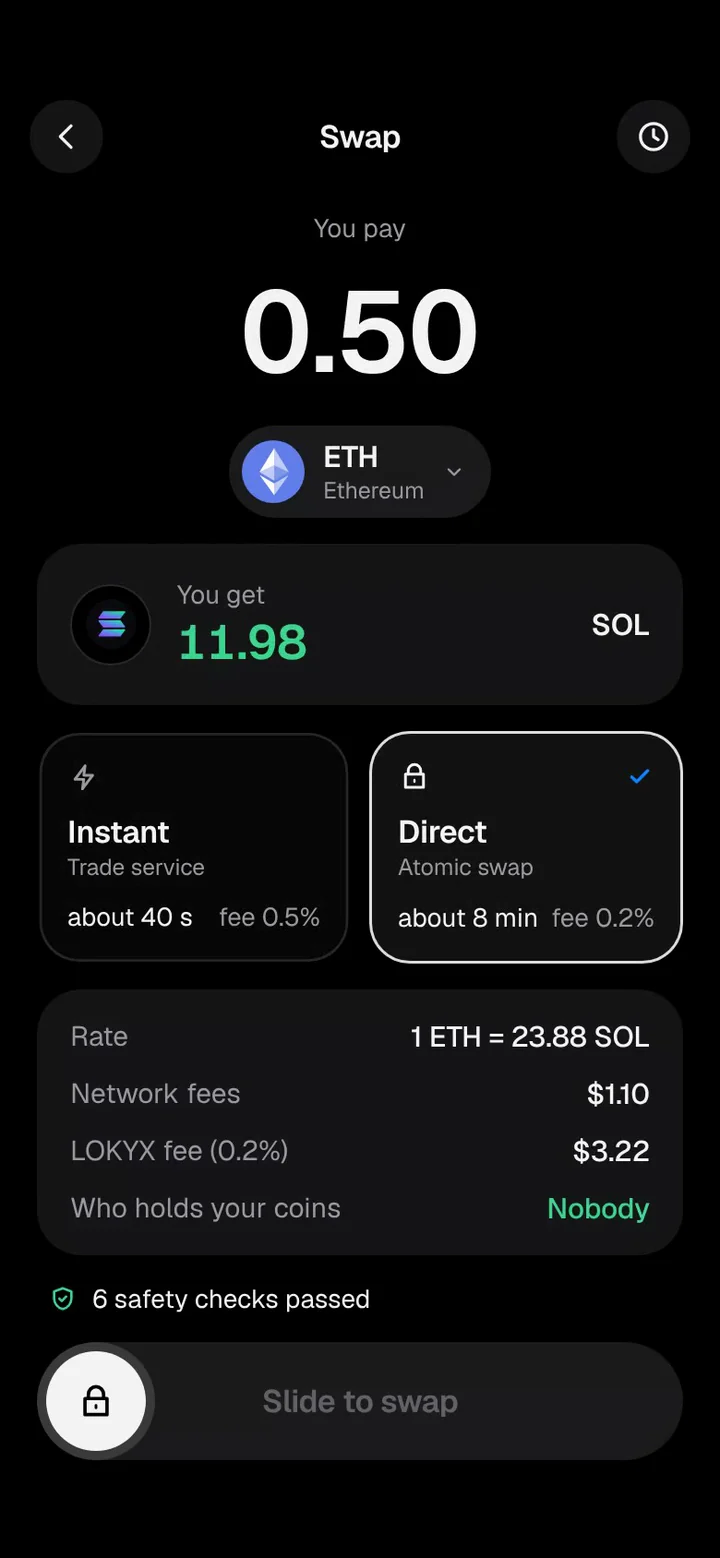 Swap
You pay
0.50
ETH
Ethereum
You get
11.98
SOL
Instant
Trade service
about 40 s fee 0.5%
Direct
Atomic swap
about 8 min fee 0.2%
Rate 1 ETH = 23.88 SOL
Network fees $1.10
LOKYX fee (0.2%) $3.22
Who holds your coins Nobody
6 safety checks passed
Slide to swap